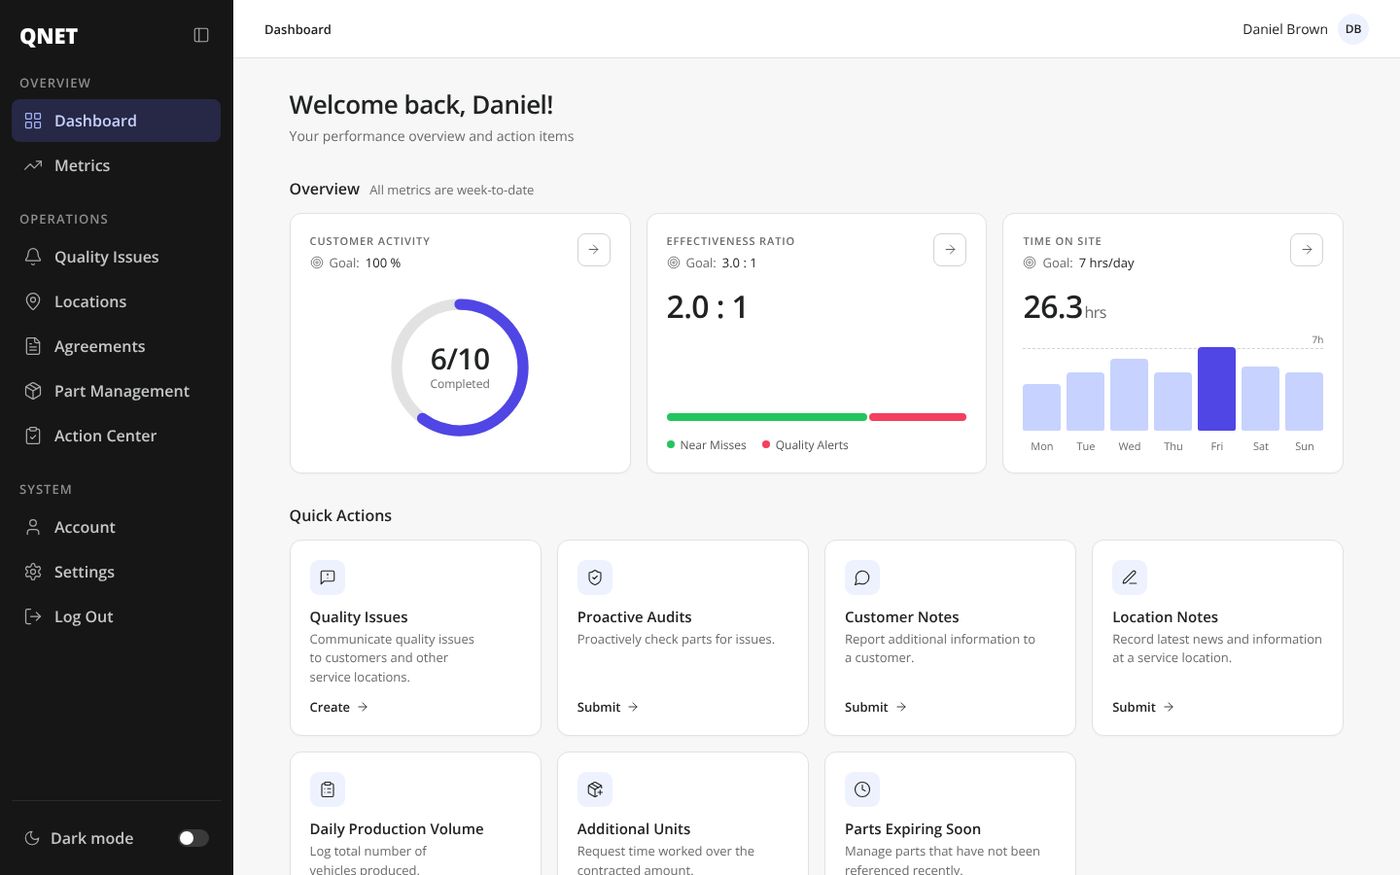 QNET
OVERVIEW
Dashboard
Metrics
OPERATIONS
Quality Issues
Locations
Agreements
Part Management
Action Center
SYSTEM
Account
Settings
Log Out
Dark mode
Dashboard
Daniel Brown DB
Welcome back, Daniel!
Your performance overview and action items
Overview All metrics are week-to-date
CUSTOMER ACTIVITY
Goal: 100 %
6/10
Completed
EFFECTIVENESS RATIO
Goal: 3.0 : 1
2.0 : 1
Near Misses Quality Alerts
TIME ON SITE
Goal: 7 hrs/day
26.3 hrs
7h
Mon Tue Wed Thu Fri Sat Sun
Quick Actions
Quality Issues
Communicate quality issues
to customers and other
service locations.
Create
Proactive Audits
Proactively check parts for issues.
Submit
Customer Notes
Report additional information to
a customer.
Submit
Location Notes
Record latest news and information
at a service location.
Submit
Daily Production Volume
Log total number of
vehicles produced.
Additional Units
Request time worked over the
contracted amount.
Parts Expiring Soon
Manage parts that have not been
referenced recently.